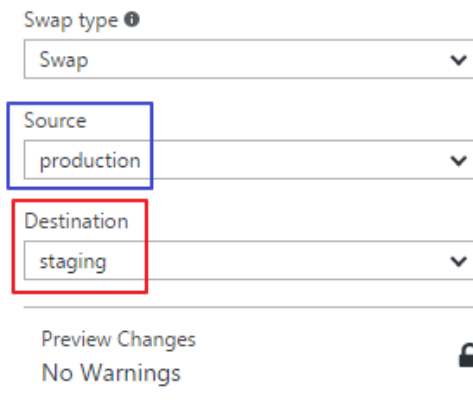 Swap type
Swap
Source
production
Destination
staging
Preview Changes
No Warnings